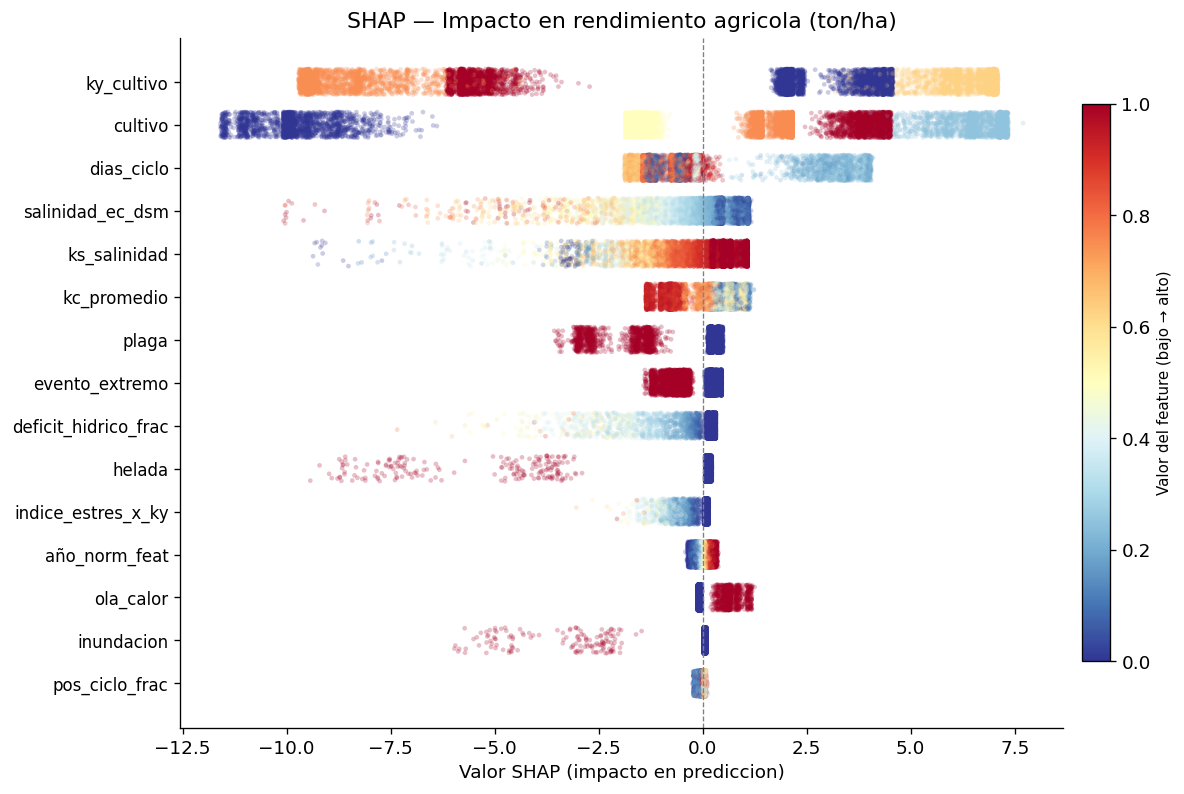 SHAP — Impacto en rendimiento agricola (ton/ha)
ky_cultivo
cultivo
dias_ciclo
salinidad_ec_dsm
ks_salinidad
kc_promedio
plaga
evento_extremo
deficit_hidrico_frac
helada
indice_estres_x_ky
año_norm_feat
ola_calor
inundacion
pos_ciclo_frac
−12.5 −10.0 −7.5 −5.0 −2.5 0.0 2.5 5.0 7.5
Valor SHAP (impacto en prediccion)
1.0
0.8
0.6
0.4
0.2
0.0
Valor del feature (bajo → alto)